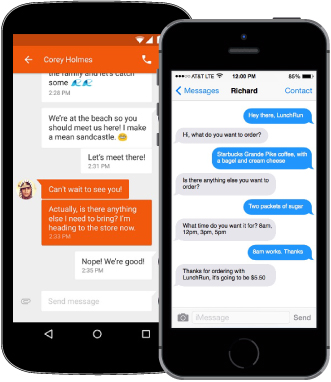 Corey Holmes
the family and let's catch
some
2:28 PM
We're at the beach so you
should meet us here! I make
a mean sandcastle.
Let's meet there!
2:31 PM
Can't wait to see you!
Actually, is there anything
else I need to bring? I'm
heading to the store now.
2:33 PM
Nope! We're good!
2:35 PM
Send message
AT&T LTE
12:00 PM
65%
Messages
Richard
Contact
Hey there, LunchRun
Hi, what do you want to order?
Starbucks Grande Pike coffee, with
a bagel and cream cheese
Is there anything else you want to
order?
Two packets of sugar
What time do you want it for? 8am.
12pm, 3pm, 5pm
8am works. Thanks
Thanks for ordering with
LunchRun, it's going to be $5.50
iMessage
Send